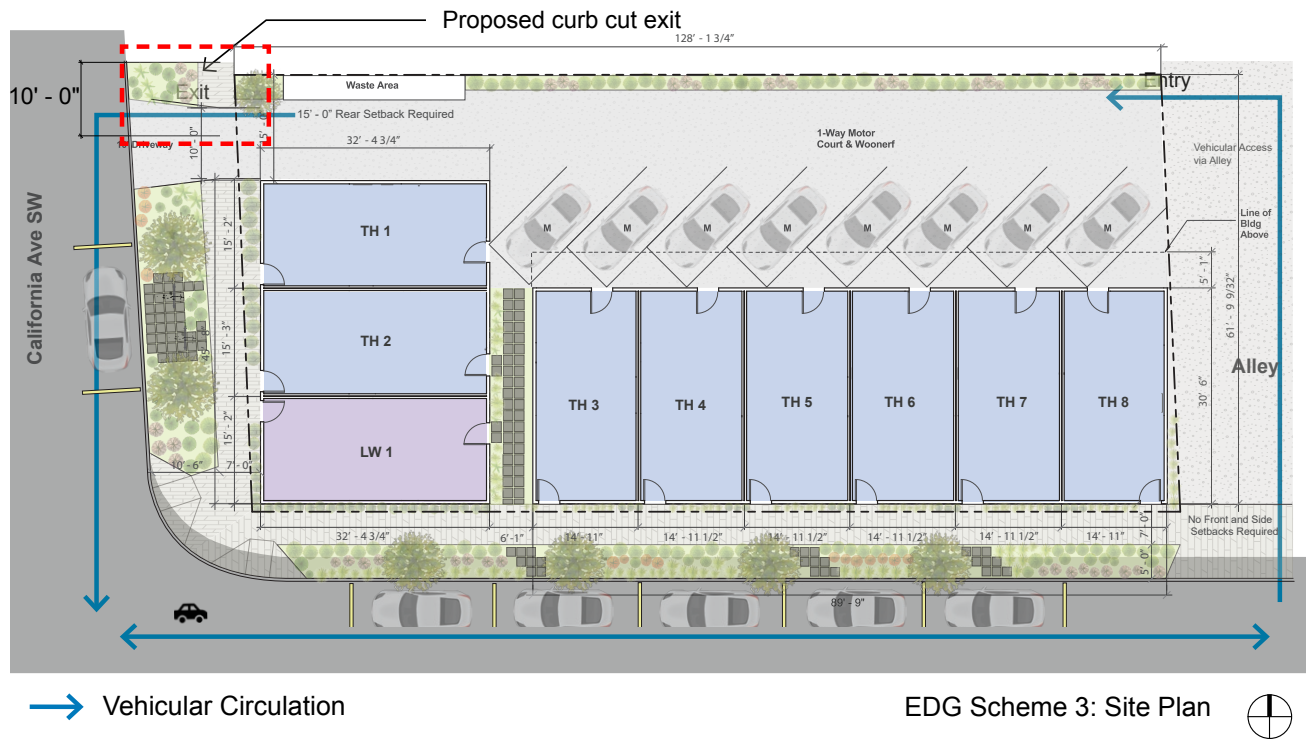 Proposed curb cut exit
128' - 1 3/4"
Entry
Exit
Waste Area
10' - 0"
15' - 0" Rear Setback Required
32' - 4 3/4"
1-Way Motor
Court & Woonerf
Vehicular Access
via Alley
10' - 0"
TH 1
15' - 2"
M M M M M M M M
Line of
Bldg
Above
5' - 1"
61' - 9 9/32"
California Ave SW
TH 2
15' - 3"
TH 3 TH 4 TH 5 TH 6 TH 7 TH 8
30' 6"
Alley
LW 1
15' - 2"
10' - 6" 7' - 0"
No Front and Side
Setbacks Required
7' - 0"
32' - 4 3/4" 6'-1" 14' - 11" 14' - 11 1/2" 14' - 11 1/2" 14' - 11 1/2" 14' - 11 1/2" 14' - 11"
5' - 0"
89' - 9"
Vehicular Circulation
EDG Scheme 3: Site Plan